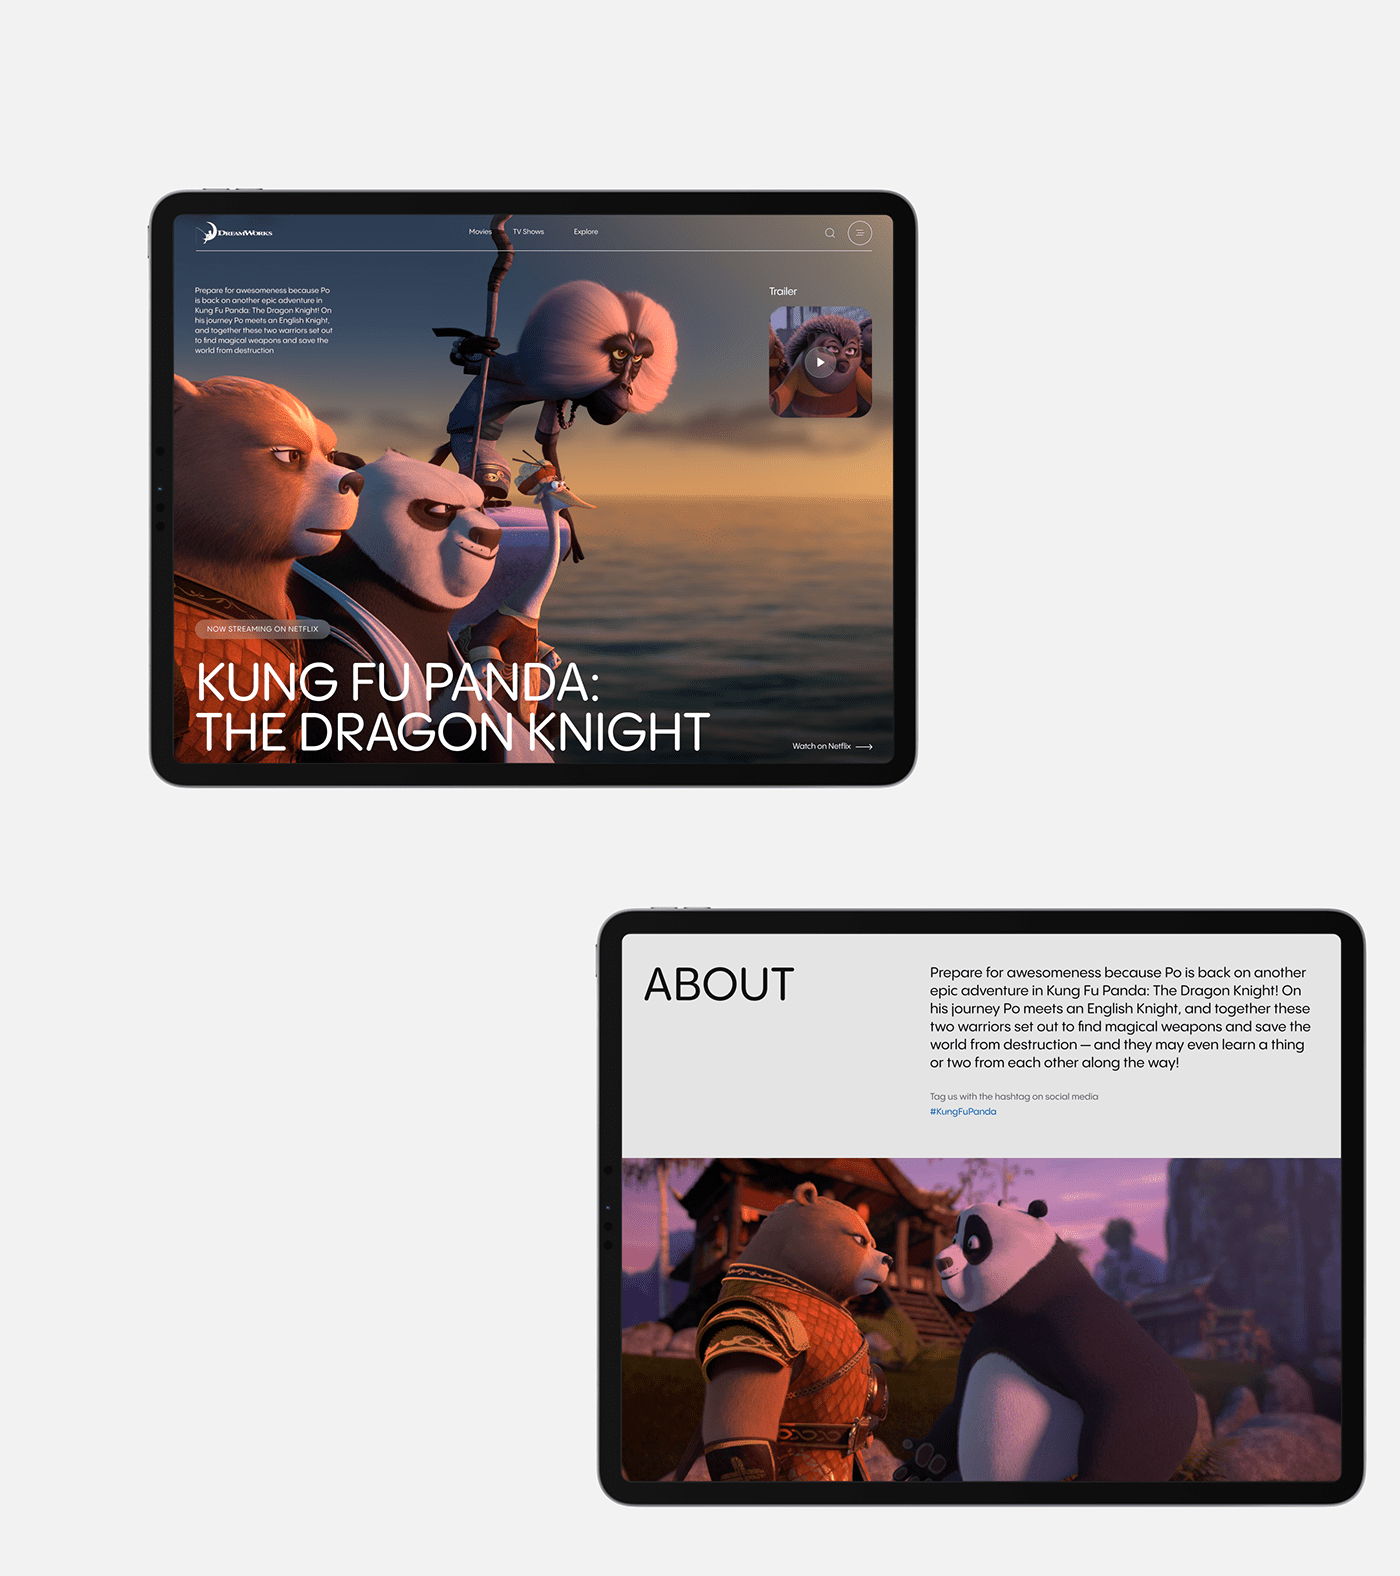 DREAMWORKS
Movies
TV Shows
Explore
Prepare for awesomeness because Po
is back on another epic adventure in
Kung Fu Panda: The Dragon Knight! On
his journey Po meets an English Knight,
and together these two warriors set out
to find magical weapons and save the
world from destruction
Trailer
NOW STREAMING ON NETFLIX
KUNG FU PANDA:
THE DRAGON KNIGHT
Watch on Netflix
ABOUT
Prepare for awesomeness because Po is back on another
epic adventure in Kung Fu Panda: The Dragon Knight! On
his journey Po meets an English Knight, and together these
two warriors set out to find magical weapons and save the
world from destruction — and they may even learn a thing
or two from each other along the way!
Tag us with the hashtag on social media
#KungFuPanda